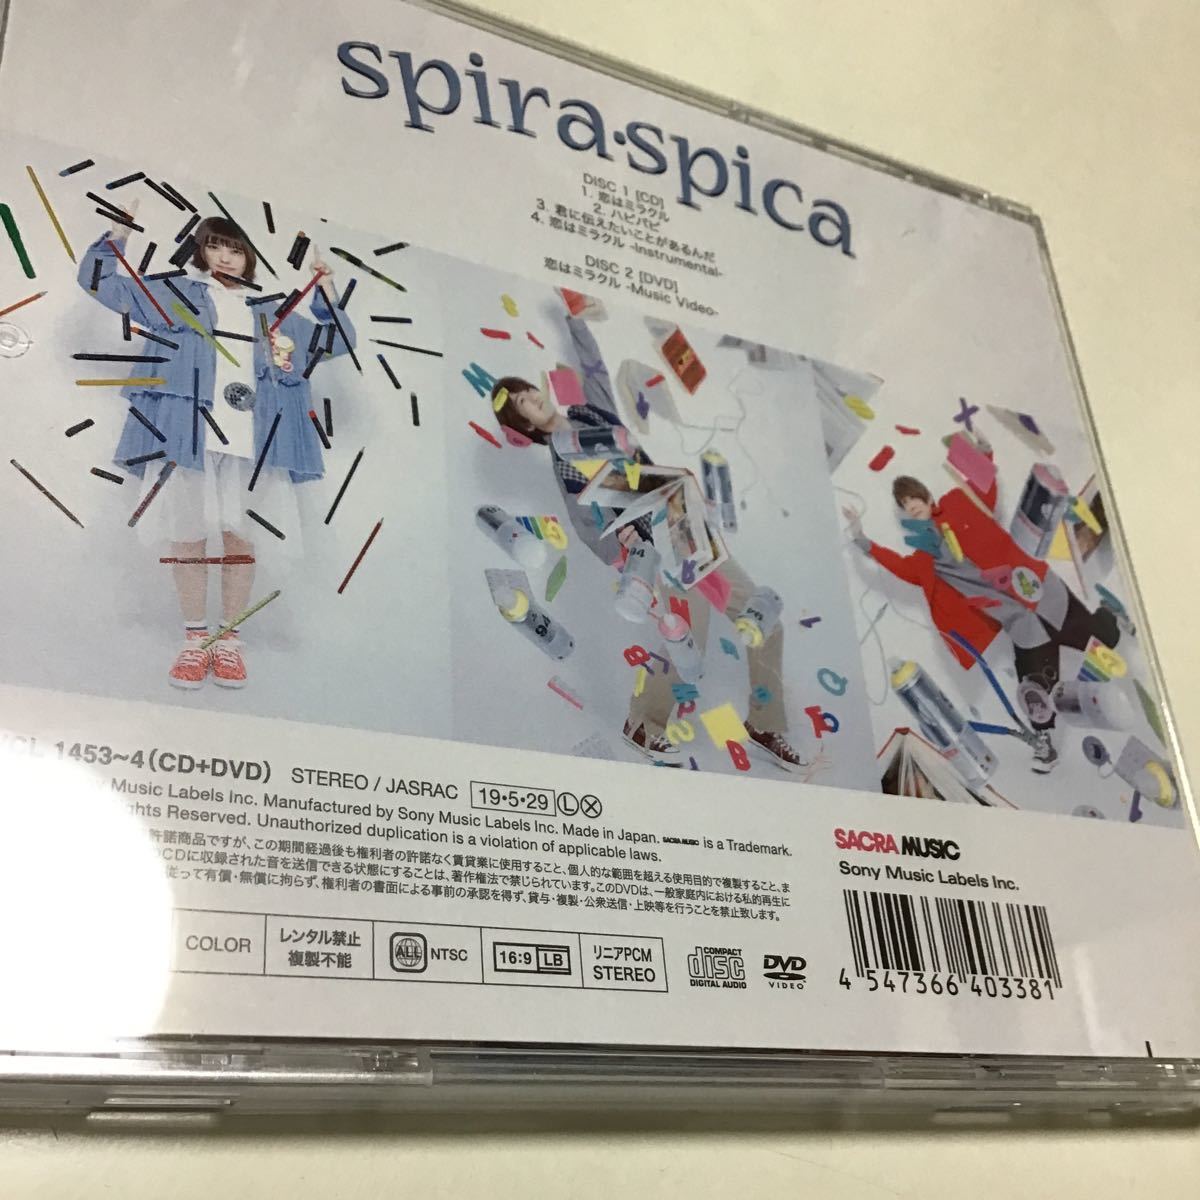 spira•spica
DISC 1 [CD]
1. 恋はミラクル
2. ハピパピ
3. 君に伝えたいことがあるんだ
4. 恋はミラクル -Instrumental-
DISC 2 [DVD]
恋はミラクル -Music Video-
CL 1453~4 (CD+DVD) STEREO / JASRAC 19・5・29 Ⓛ Ⓧ
Music Labels Inc. Manufactured by Sony Music Labels Inc. Made in Japan. SACRA MUSIC is a Trademark.
ghts Reserved. Unauthorized duplication is a violation of applicable laws.
許諾商品ですが、この期間経過後も権利者の許諾なく賃貸業に使用すること、個人的な範囲を超える使用目的で複製すること、ま
CDに収録された音を送信できる状態にすることは、著作権法で禁じられています。このDVDは、一般家庭内における私的再生に
従って有償・無償に拘らず、権利者の書面による事前の承認を得ず、貸与・複製・公衆送信・上映等を行うことを禁止致します。
SACRA MUSIC
Sony Music Labels Inc.
COLOR
レンタル禁止
複製不能
ALL NTSC
16:9 LB
リニアPCM
STEREO
COMPACT
disc
DIGITAL AUDIO
DVD
VIDEO
4 547366 403381